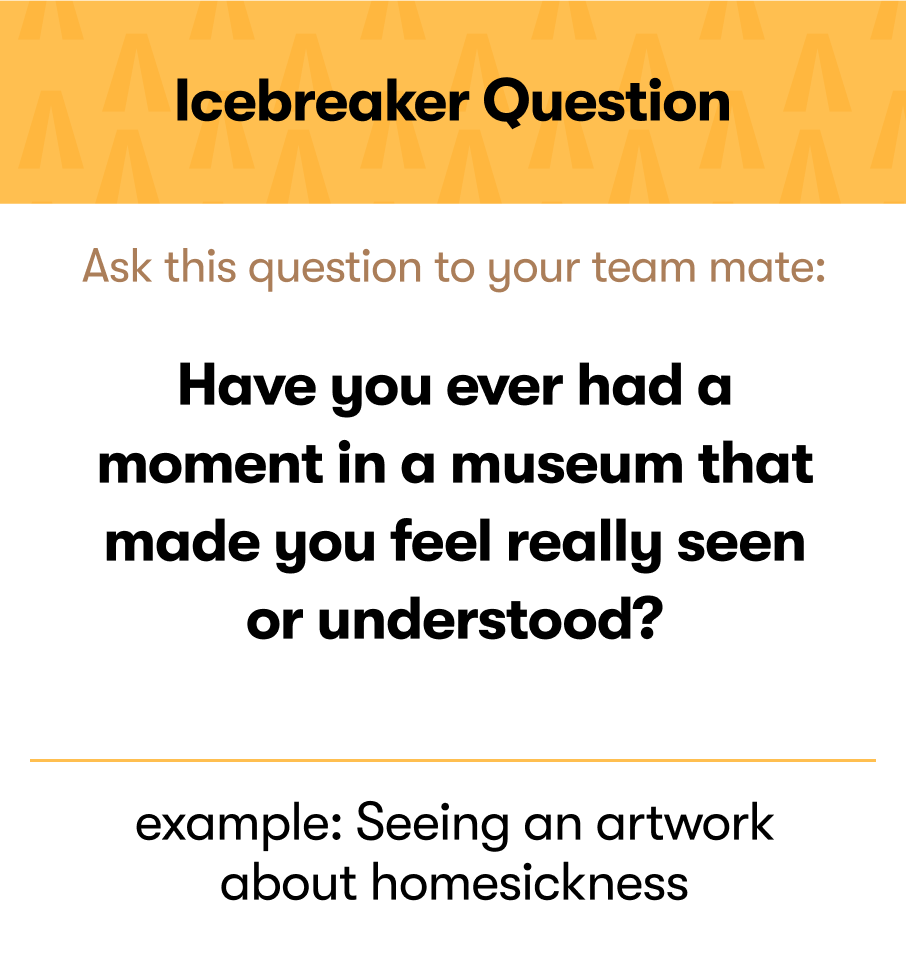 Icebreaker Question
Ask this question to your team mate:
Have you ever had a
moment in a museum that
made you feel really seen
or understood?
example: Seeing an artwork
about homesickness